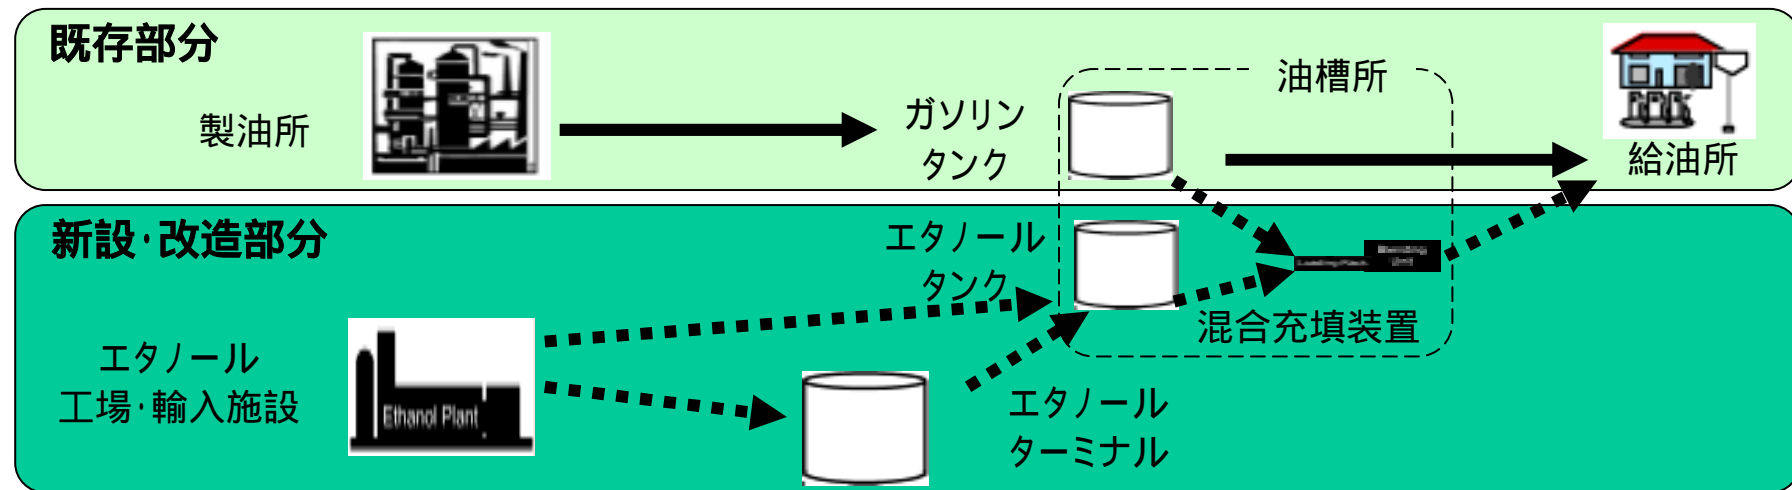 既存部分
油槽所
製油所
ガソリン
タンク
給油所
新設･改造部分
エタノール
タンク
混合充填装置
エタノール
工場･輸入施設
Ethanol Plant
エタノール
ターミナル